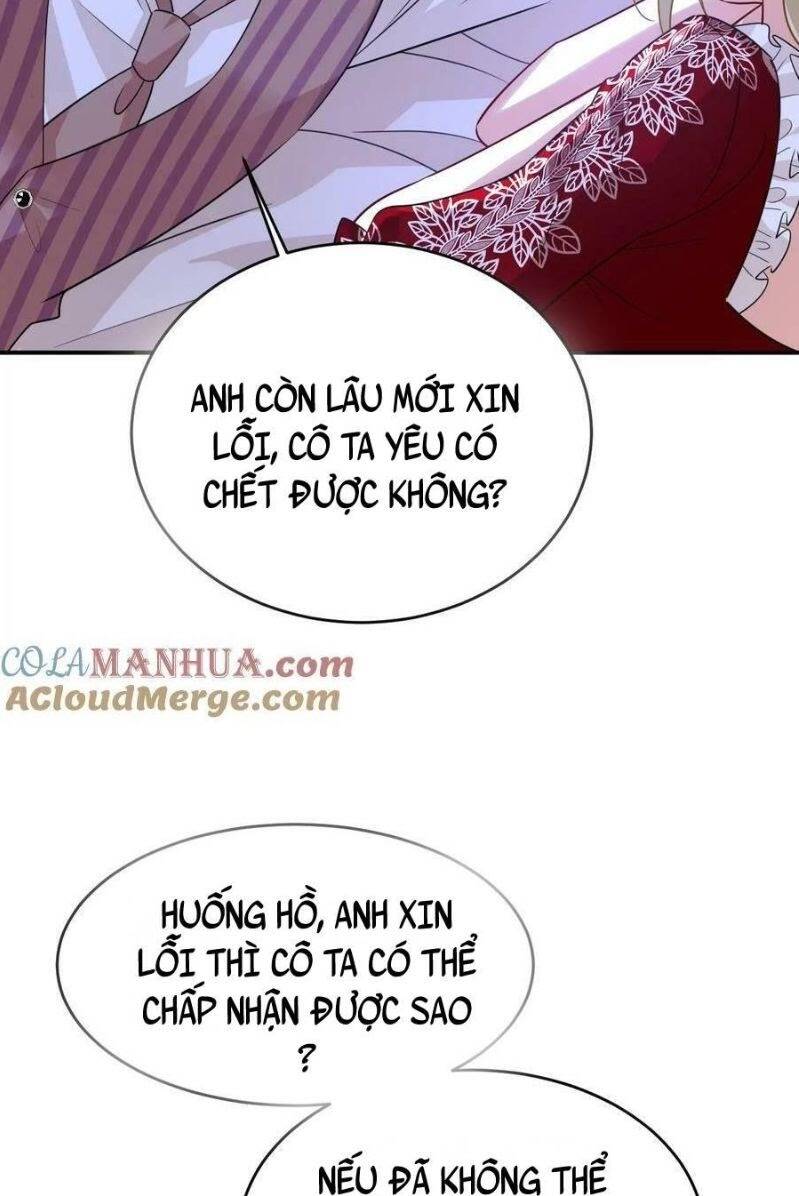 ANH CÒN LÂU MỚI XIN
LỖI, CÔ TA YÊU CÓ
CHẾT ĐƯỢC KHÔNG?
COLAMANHUA.com
ACloudMerge.com
HUỐNG HỒ, ANH XIN
LỖI THÌ CÔ TA CÓ THỂ
CHẤP NHẬN ĐƯỢC SAO
?
NẾU ĐÃ KHÔNG THỂ